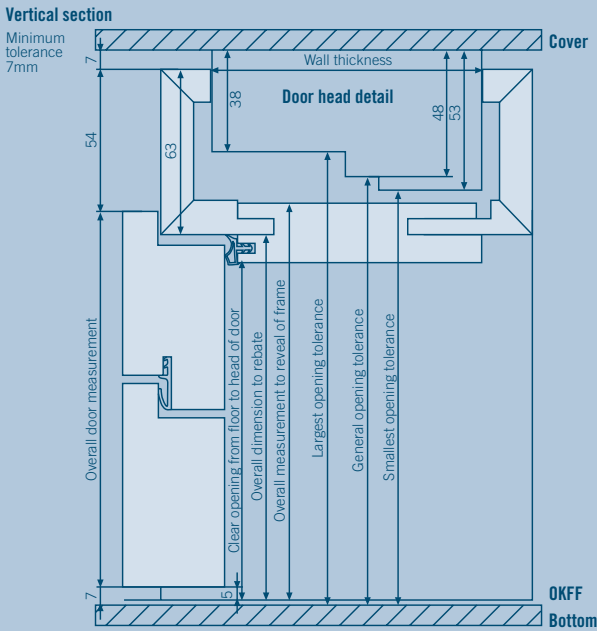 Vertical section
Minimum
tolerance
7mm
Cover
7
Wall thickness
Door head detail
38
48
53
54
63
Overall door measurement
Clear opening from floor to head of door
Overall dimension to rebate
Overall measurement to reveal of frame
Largest opening tolerance
General opening tolerance
Smallest opening tolerance
7
5
OKFF
Bottom